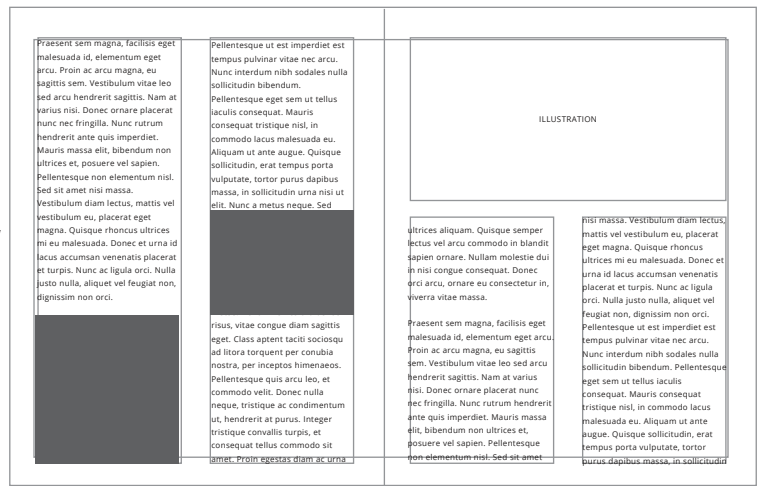 Praesent sem magna, facilisis eget
malesuada id, elementum eget
arcu. Proin ac arcu magna, eu
sagittis sem. Vestibulum vitae leo
sed arcu hendrerit sagittis. Nam at
varius nisi. Donec ornare placerat
nunc nec fringilla. Nunc rutrum
hendrerit ante quis imperdiet.
Mauris massa elit, bibendum non
ultrices et, posuere vel sapien.
Pellentesque non elementum nisl.
Sed sit amet nisi massa.
Vestibulum diam lectus, mattis vel
vestibulum eu, placerat eget
magna. Quisque rhoncus ultrices
mi eu malesuada. Donec et urna id
lacus accumsan venenatis placerat
et turpis. Nunc ac ligula orci. Nulla
justo nulla, aliquet vel feugiat non,
dignissim non orci.
Pellentesque ut est imperdiet est
tempus pulvinar vitae nec arcu.
Nunc interdum nibh sodales nulla
sollicitudin bibendum.
Pellentesque eget sem ut tellus
iaculis consequat. Mauris
consequat tristique nisl, in
commodo lacus malesuada eu.
Aliquam ut ante augue. Quisque
sollicitudin, erat tempus porta
vulputate, tortor purus dapibus
massa, in sollicitudin urna nisi ut
elit. Nunc a metus neque. Sed
risus, vitae congue diam sagittis
eget. Class aptent taciti sociosqu
ad litora torquent per conubia
nostra, per inceptos himenaeos.
Pellentesque quis arcu leo, et
commodo velit. Donec nulla
neque, tristique ac condimentum
ut, hendrerit at purus. Integer
tristique convallis turpis, et
consequat tellus commodo sit
amet. Proin egestas diam ac urna
ILLUSTRATION
ultrices aliquam. Quisque semper
lectus vel arcu commodo in blandit
sapien ornare. Nullam molestie dui
in nisi congue consequat. Donec
orci arcu, ornare eu consectetur in,
viverra vitae massa.
Praesent sem magna, facilisis eget
malesuada id, elementum eget arcu.
Proin ac arcu magna, eu sagittis
sem. Vestibulum vitae leo sed arcu
hendrerit sagittis. Nam at varius
nisi. Donec ornare placerat nunc
nec fringilla. Nunc rutrum hendrerit
ante quis imperdiet. Mauris massa
elit, bibendum non ultrices et,
posuere vel sapien. Pellentesque
non elementum nisl. Sed sit amet
nisi massa. Vestibulum diam lectus,
mattis vel vestibulum eu, placerat
eget magna. Quisque rhoncus
ultrices mi eu malesuada. Donec et
urna id lacus accumsan venenatis
placerat et turpis. Nunc ac ligula
orci. Nulla justo nulla, aliquet vel
feugiat non, dignissim non orci.
Pellentesque ut est imperdiet est
tempus pulvinar vitae nec arcu.
Nunc interdum nibh sodales nulla
sollicitudin bibendum. Pellentesque
eget sem ut tellus iaculis
consequat. Mauris consequat
tristique nisl, in commodo lacus
malesuada eu. Aliquam ut ante
augue. Quisque sollicitudin, erat
tempus porta vulputate, tortor
purus dapibus massa, in sollicitudin